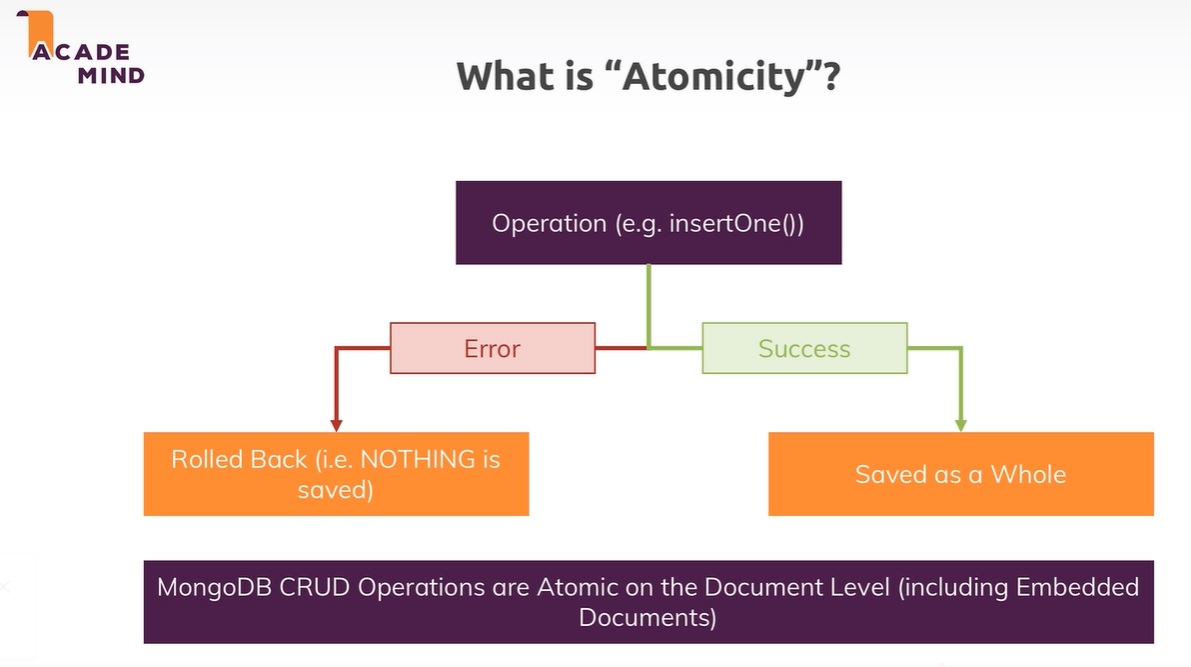 ACADE
MIND
What is “Atomicity”?
Operation (e.g. insertOne())
Error
Success
Rolled Back (i.e. NOTHING is
saved)
Saved as a Whole
MongoDB CRUD Operations are Atomic on the Document Level (including Embedded
Documents)